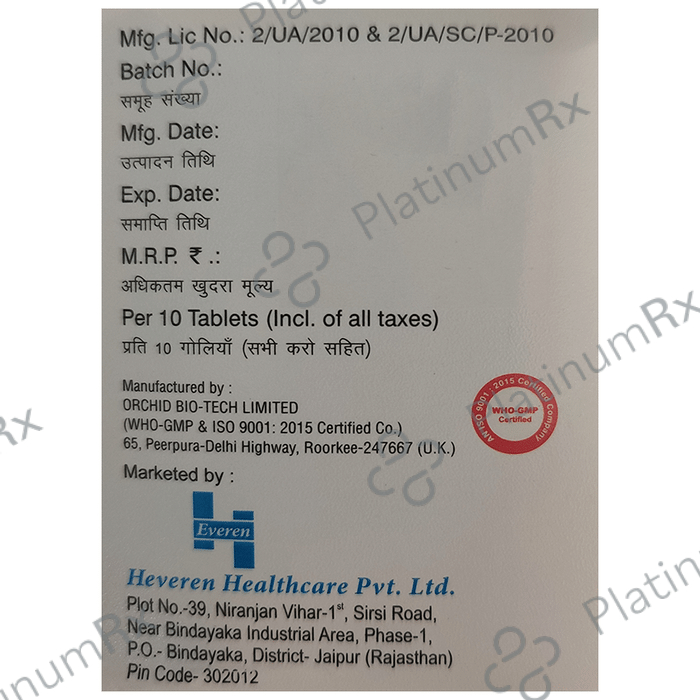 Mfg. Lic No.: 2/UA/2010 & 2/UA/SC/P-2010
Batch No.:
समूह संख्या
Mfg. Date:
उत्पादन तिथि
Exp. Date:
समाप्ति तिथि
M.R.P. ₹ .:
अधिकतम खुदरा मूल्य
Per 10 Tablets (Incl. of all taxes)
प्रति 10 गोलियाँ (सभी करो सहित)
Manufactured by :
ORCHID BIO-TECH LIMITED
(WHO-GMP & ISO 9001: 2015 Certified Co.)
65, Peerpura-Delhi Highway, Roorkee-247667 (U.K.)
AN ISO 9001 : 2015 Certified Company
WHO-GMP
Certified
Marketed by :
Everen
Heveren Healthcare Pvt. Ltd.
Plot No.-39, Niranjan Vihar-1st, Sirsi Road,
Near Bindayaka Industrial Area, Phase-1,
P.O.- Bindayaka, District- Jaipur (Rajasthan)
Pin Code- 302012
PlatinumRx
PlatinumRx
PlatinumRx
PlatinumRx
Rx
PlatinumRx
inumRx